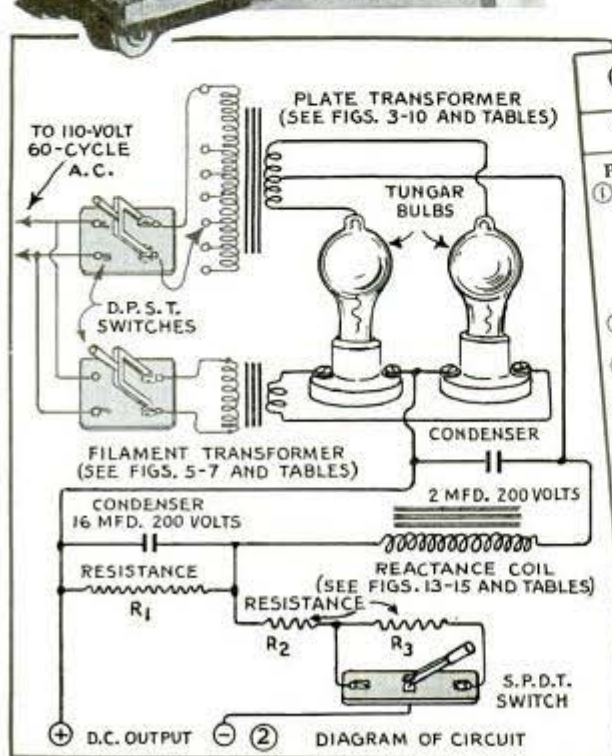 TO 110-VOLT
60-CYCLE
A.C.
PLATE TRANSFORMER
(SEE FIGS. 3-10 AND TABLES)
TUNGAR
BULBS
D.P.S.T.
SWITCHES
FILAMENT TRANSFORMER
(SEE FIGS. 5-7 AND TABLES)
CONDENSER
2 MFD. 200 VOLTS
CONDENSER
16 MFD. 200 VOLTS
REACTANCE COIL
(SEE FIGS. 13-15 AND TABLES)
RESISTANCE
R1
RESISTANCE
R2
R3
S.P.D.T.
SWITCH
+ D.C. OUTPUT − ② DIAGRAM OF CIRCUIT
①